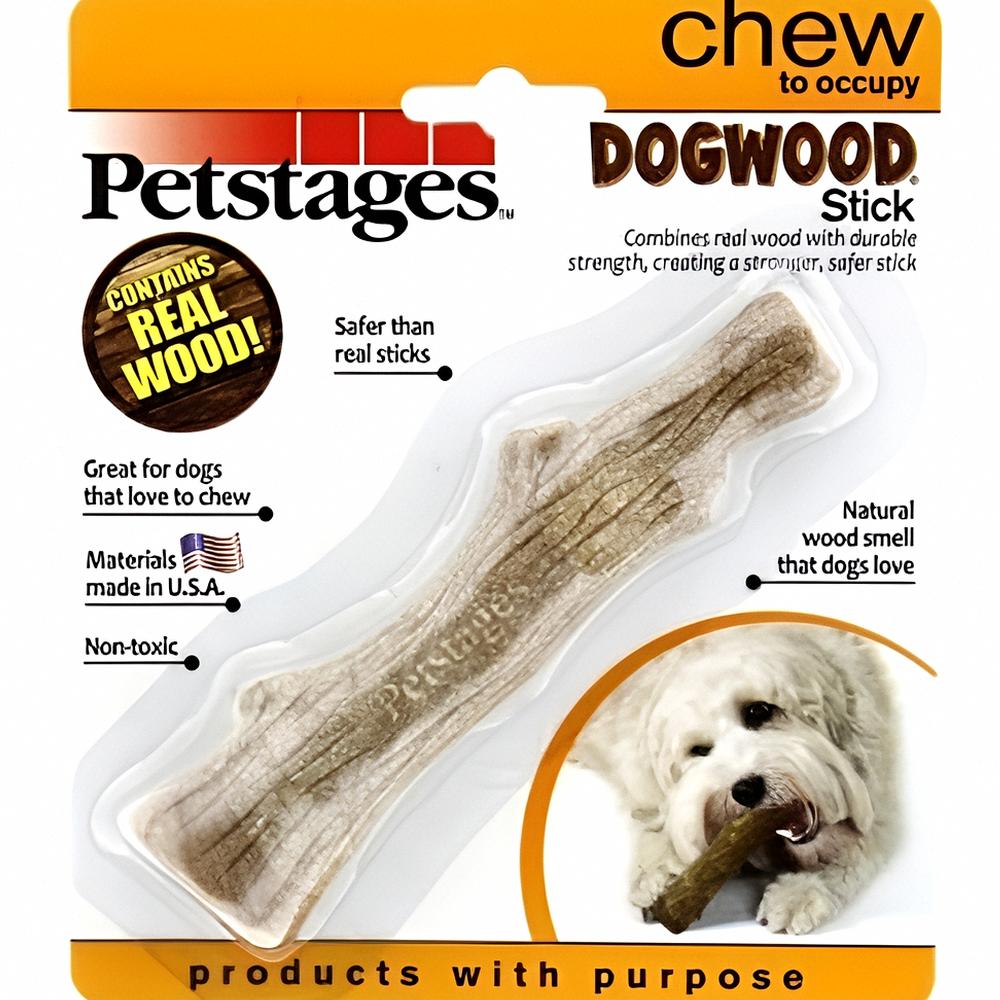 chew
to occupy
Petstages™
DOGWOOD®
Stick
Combines real wood with durable
strength, creating a stronger, safer stick
CONTAINS
REAL
WOOD!
Safer than
real sticks
Great for dogs
that love to chew
Materials
made in U.S.A.
Non-toxic
Natural
wood smell
that dogs love
Petstages
products with purpose